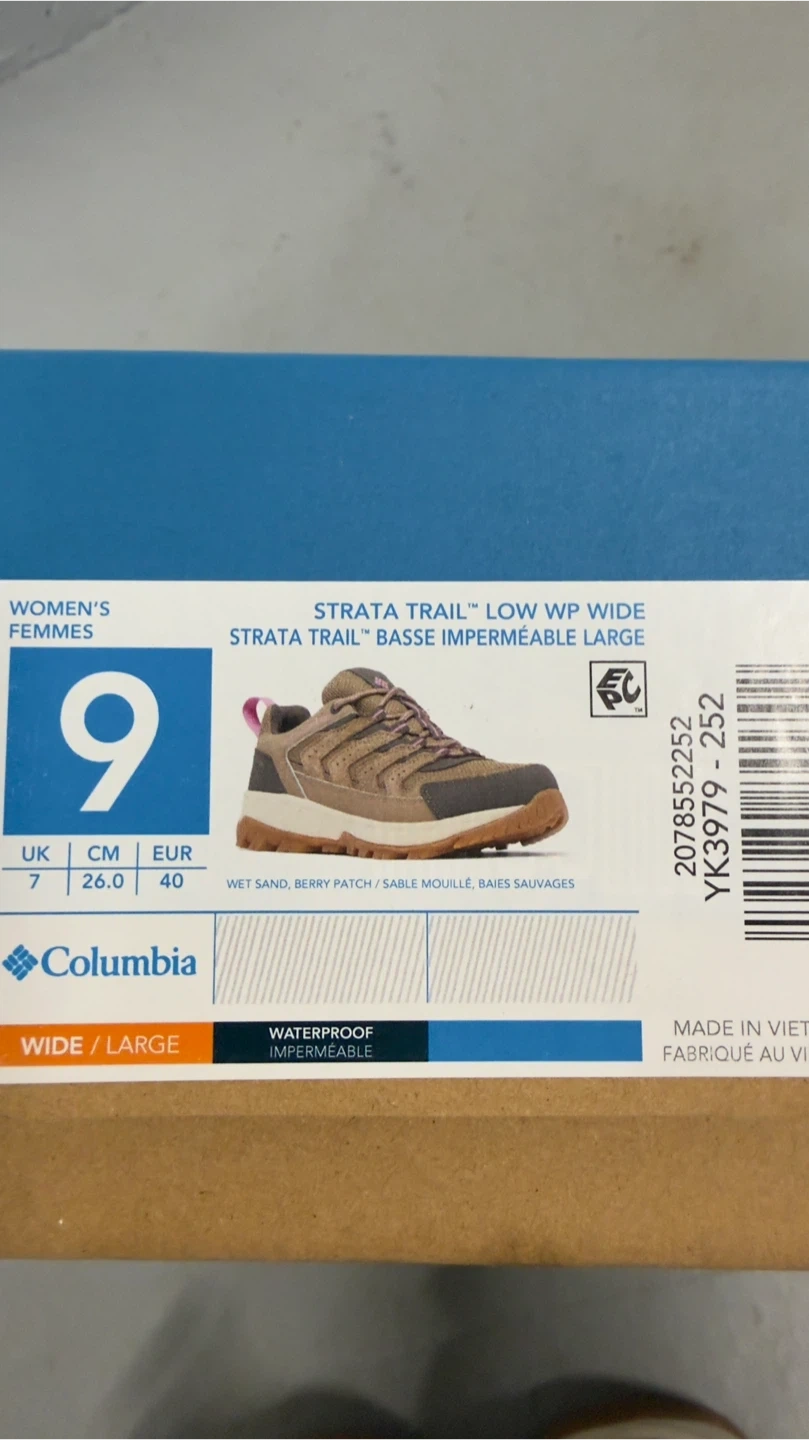 WOMEN'S
FEMMES
9
UK CM EUR
7 26.0 40
STRATA TRAIL™ LOW WP WIDE
STRATA TRAIL™ BASSE IMPERMÉABLE LARGE
EPC™
WET SAND, BERRY PATCH / SABLE MOUILLÉ, BAIES SAUVAGES
2078552252
YK3979 - 252
Columbia
WIDE / LARGE
WATERPROOF
IMPERMÉABLE
MADE IN VIET
FABRIQUÉ AU VI